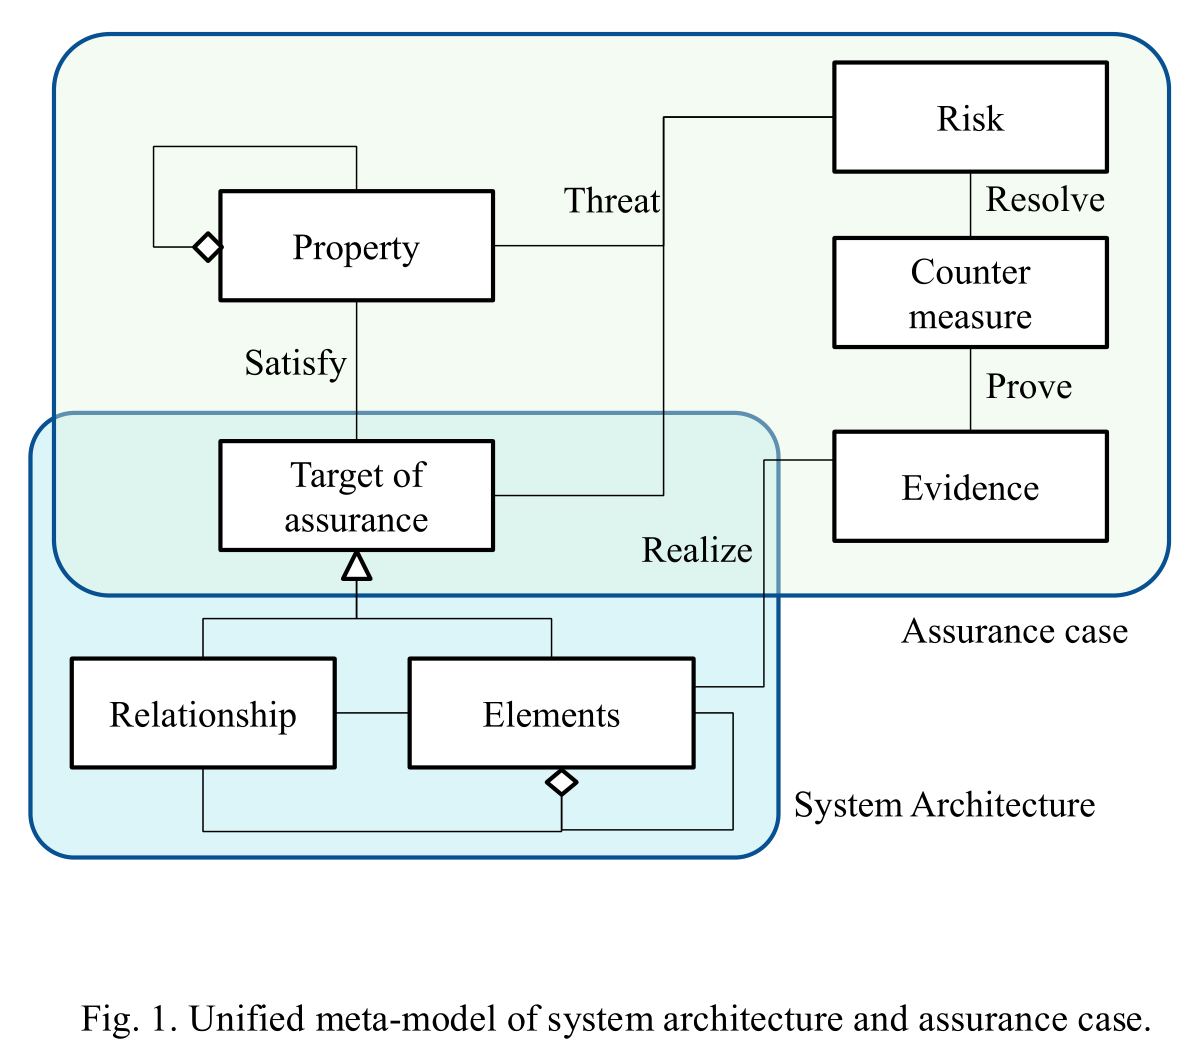 Risk
Threat
Resolve
Property
Counter
measure
Satisfy
Prove
Target of
assurance
Evidence
Realize
Assurance case
Relationship
Elements
System Architecture
Fig. 1. Unified meta-model of system architecture and assurance case.